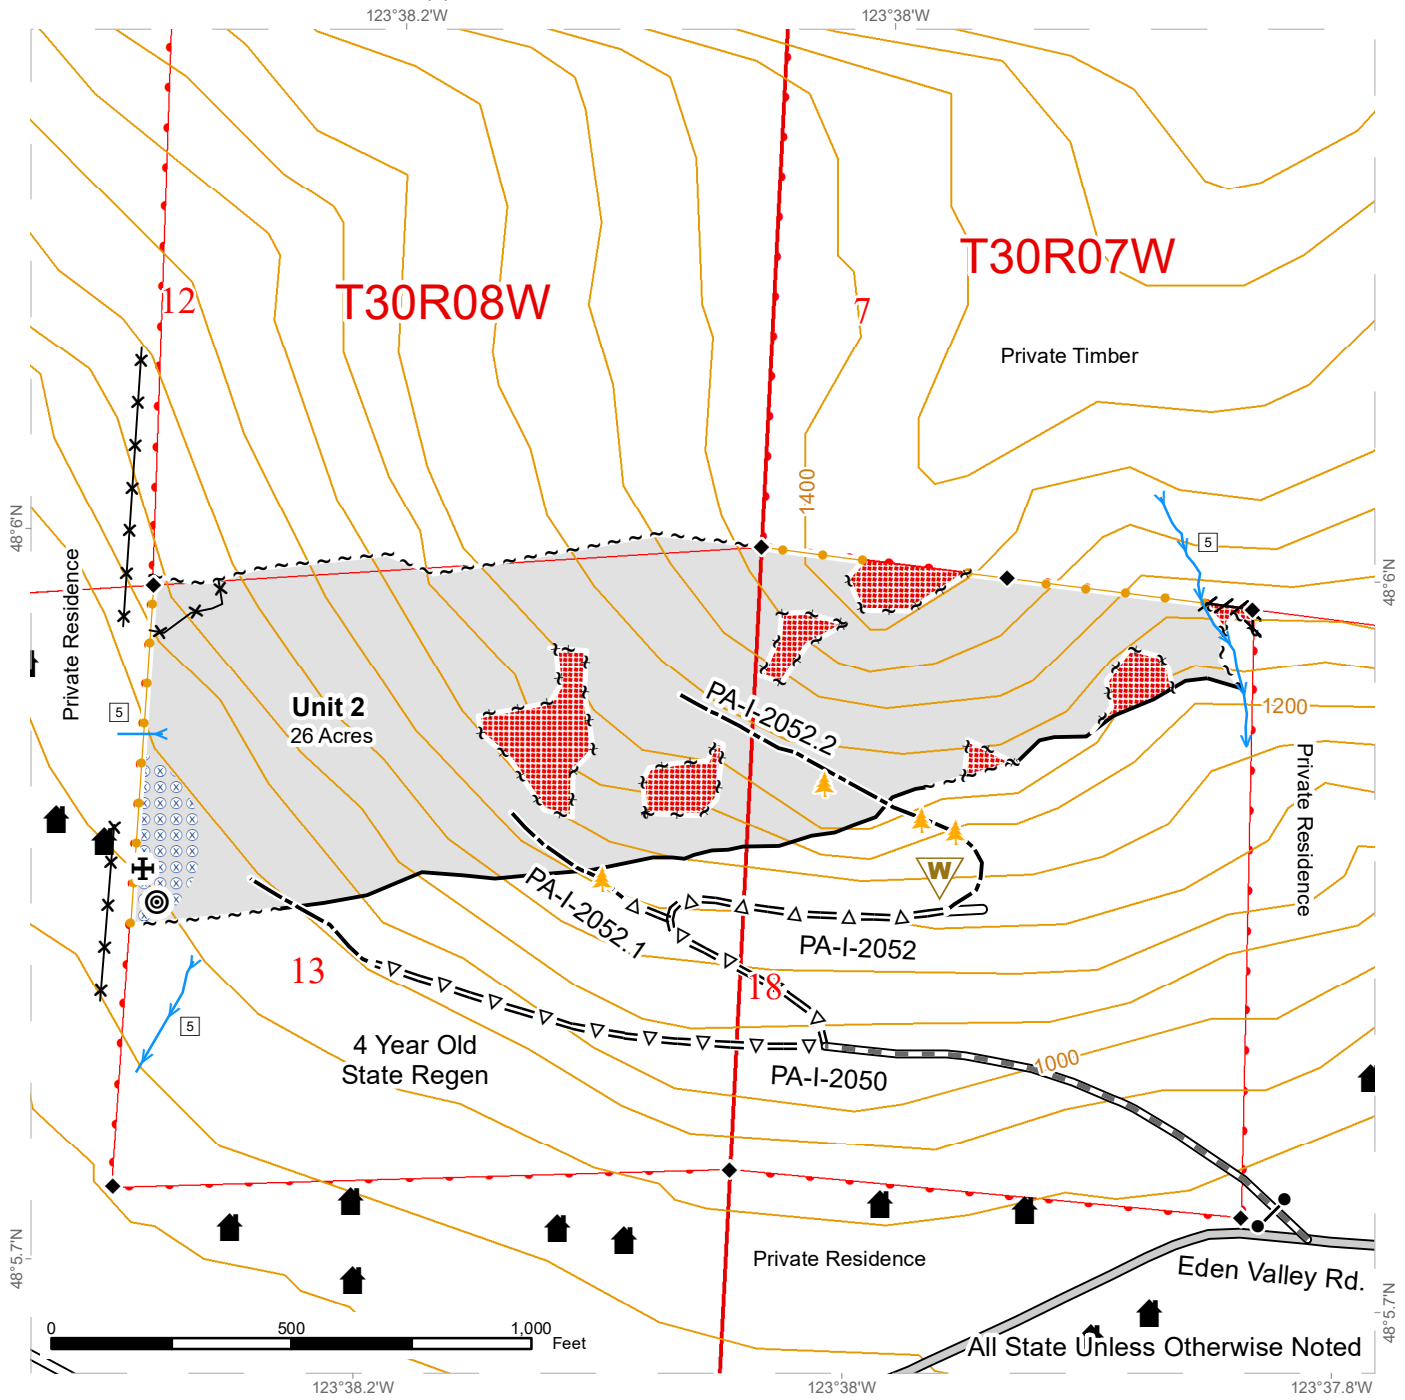 123°38.2'W
123°38'W
T30R08W
T30R07W
12
7
Private Timber
1400
48°6'N
48°6'N
5
Private Residence
Unit 2
26 Acres
5
PA-I-2052.2
1200
Private Residence
W
PA-I-2052.1
PA-I-2052
13
18
5
4 Year Old
State Regen
PA-I-2050
1000
Private Residence
Eden Valley Rd.
48°5.7'N
48°5.7'N
0
500
1,000
Feet
All State Unless Otherwise Noted
123°38.2'W
123°38'W
123°37.8'W